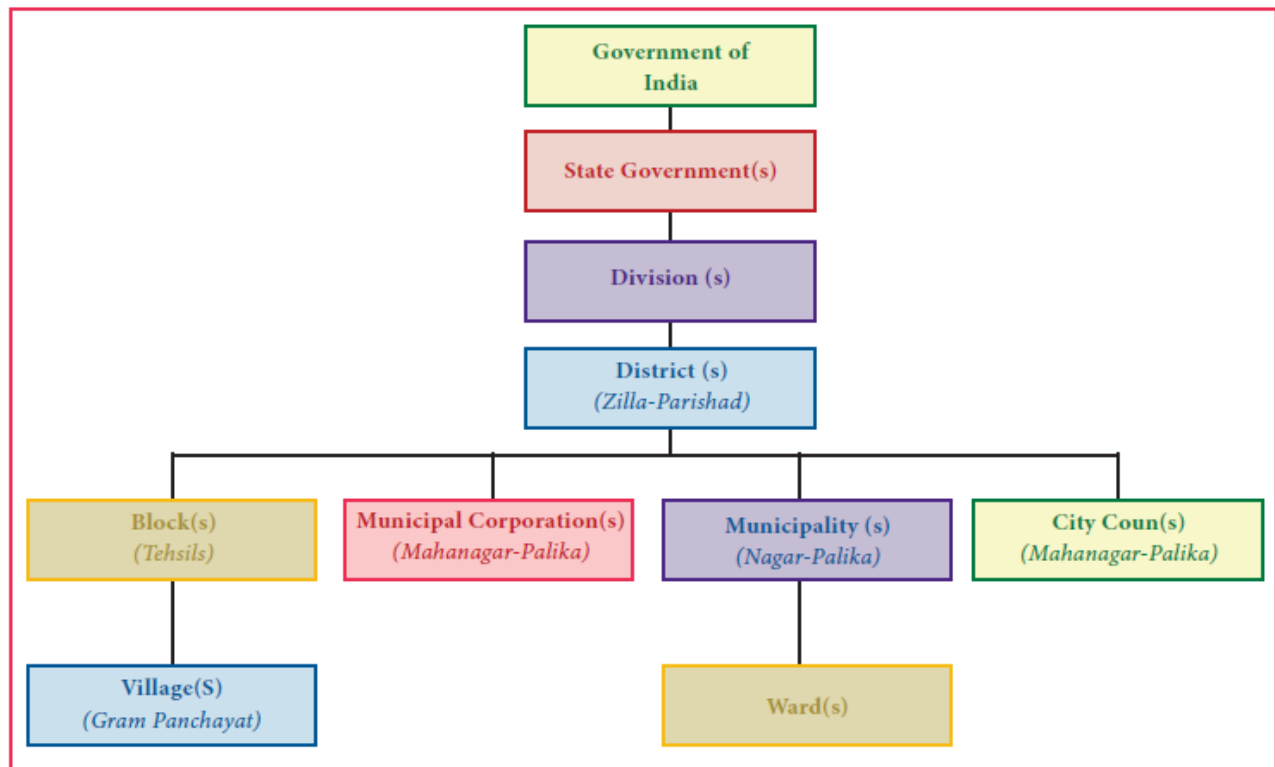 Government of
India
State Government(s)
Division (s)
District (s)
(Zilla-Parishad)
Block(s)
(Tehsils)
Municipal Corporation(s)
(Mahanagar-Palika)
Municipality (s)
(Nagar-Palika)
City Coun(s)
(Mahanagar-Palika)
Village(S)
(Gram Panchayat)
Ward(s)